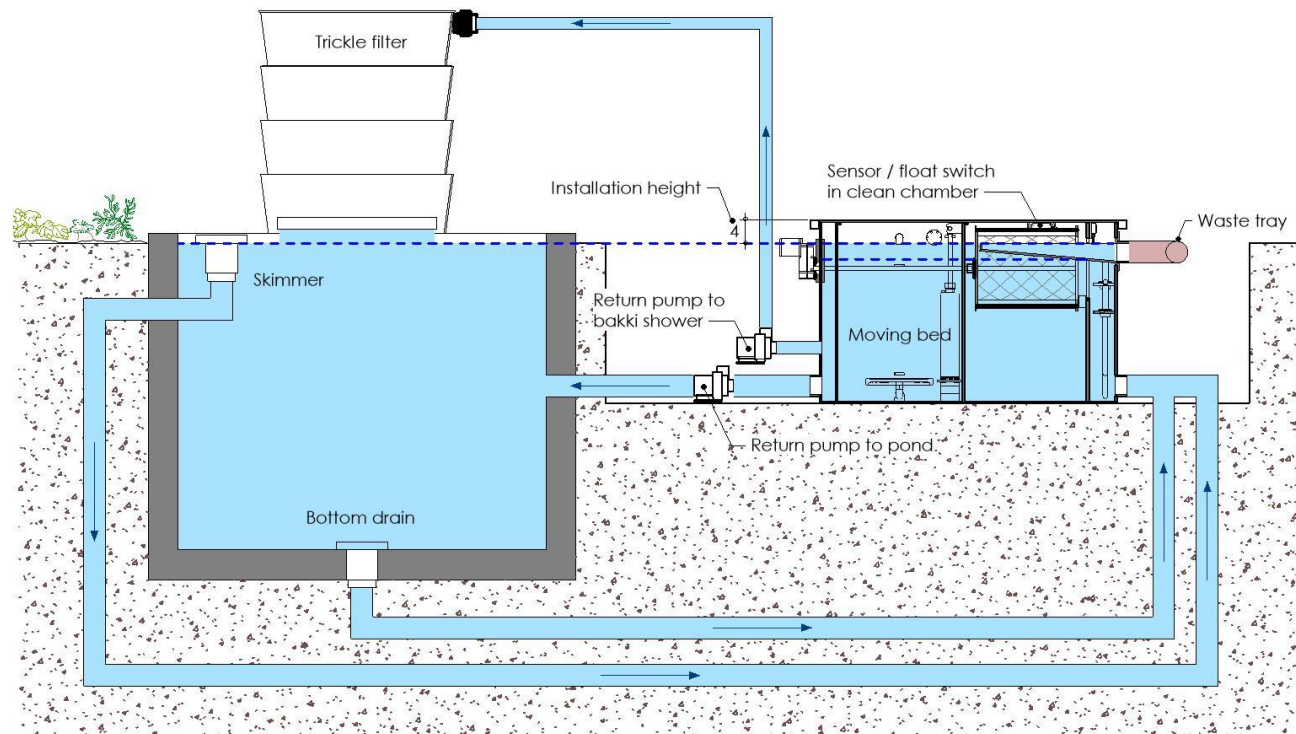 Trickle filter
Sensor / float switch
in clean chamber
Installation height
4
Waste tray
Skimmer
Return pump to
bakki shower
Moving bed
Return pump to pond
Bottom drain